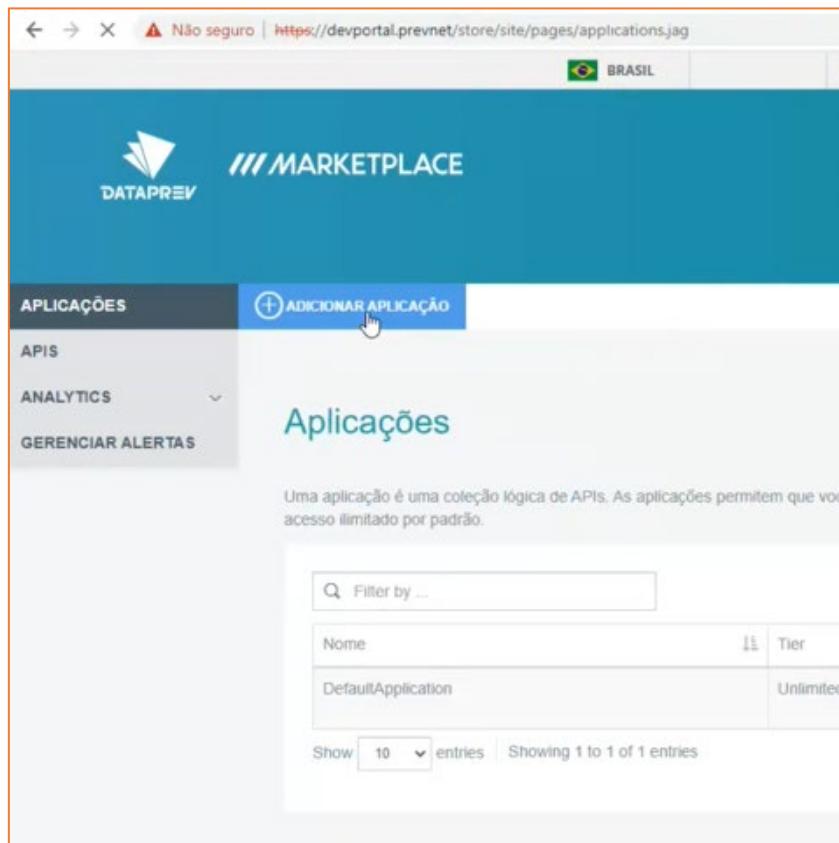 Não seguro | https://devportal.prevnet/store/site/pages/applications.jag
BRASIL
DATAPREV
/// MARKETPLACE
APLICAÇÕES
ADICIONAR APLICAÇÃO
APIS
ANALYTICS
GERENCIAR ALERTAS
Aplicações
Uma aplicação é uma coleção lógica de APIs. As aplicações permitem que voc
acesso ilimitado por padrão.
Filter by ...
Nome
Tier
DefaultApplication
Unlimited
Show 10 entries
Showing 1 to 1 of 1 entries